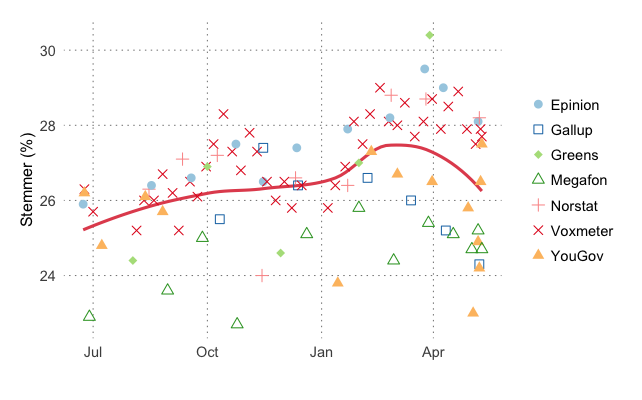 30
28
26
24
Stemmer (%)
Jul
Oct
Jan
Apr
Epinion
Gallup
Greens
Megafon
Norstat
Voxmeter
YouGov